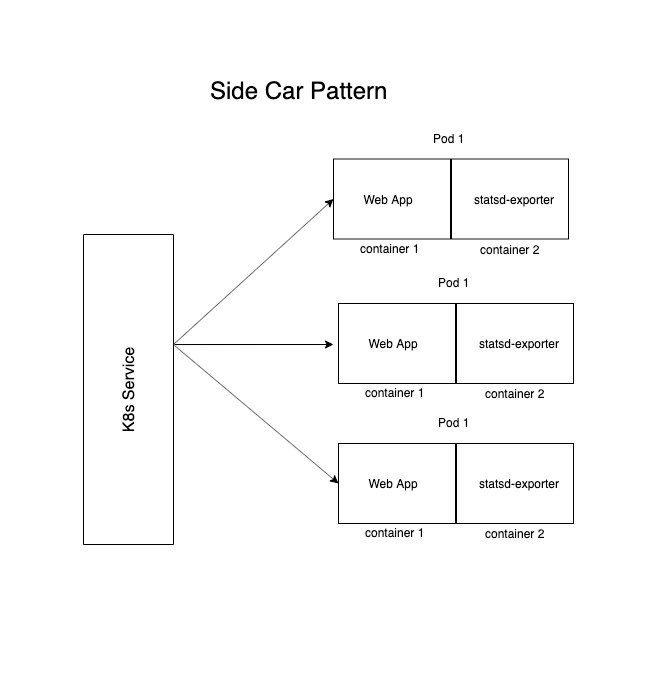 Side Car Pattern
Pod 1
Web App
statsd-exporter
container 1
container 2
K8s Service
Pod 1
Web App
statsd-exporter
container 1
container 2
Pod 1
Web App
statsd-exporter
container 1
container 2